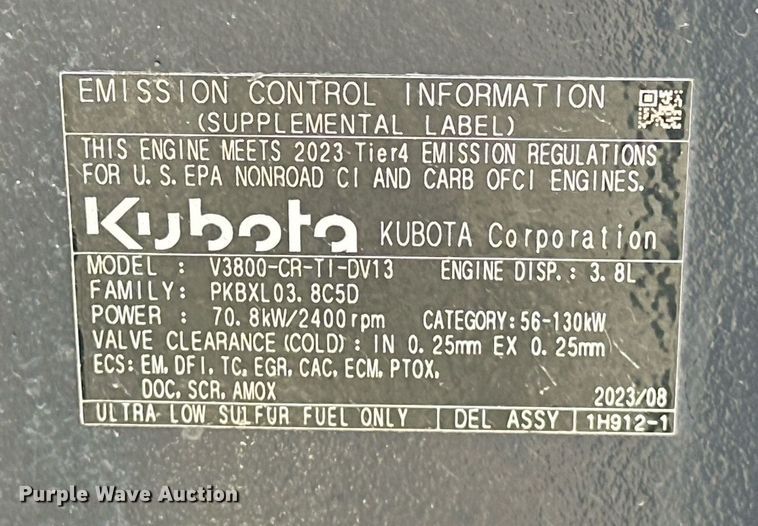 EMISSION CONTROL INFORMATION
(SUPPLEMENTAL LABEL)
THIS ENGINE MEETS 2023 Tier4 EMISSION REGULATIONS
FOR U.S. EPA NONROAD CI AND CARB OFCI ENGINES.
Kubota KUBOTA Corporation
MODEL : V3800-CR-TI-DV13 ENGINE DISP.: 3.8L
FAMILY: PKBXL03.8C5D
POWER : 70.8kW/2400rpm CATEGORY:56-130kW
VALVE CLEARANCE(COLD): IN 0.25mm EX 0.25mm
ECS: EM, DFI, TC, EGR, CAC, ECM, PTOX,
DOC, SCR, AMOX 2023/08
ULTRA LOW SULFUR FUEL ONLY DEL ASSY 1H912-1
Purple Wave Auction